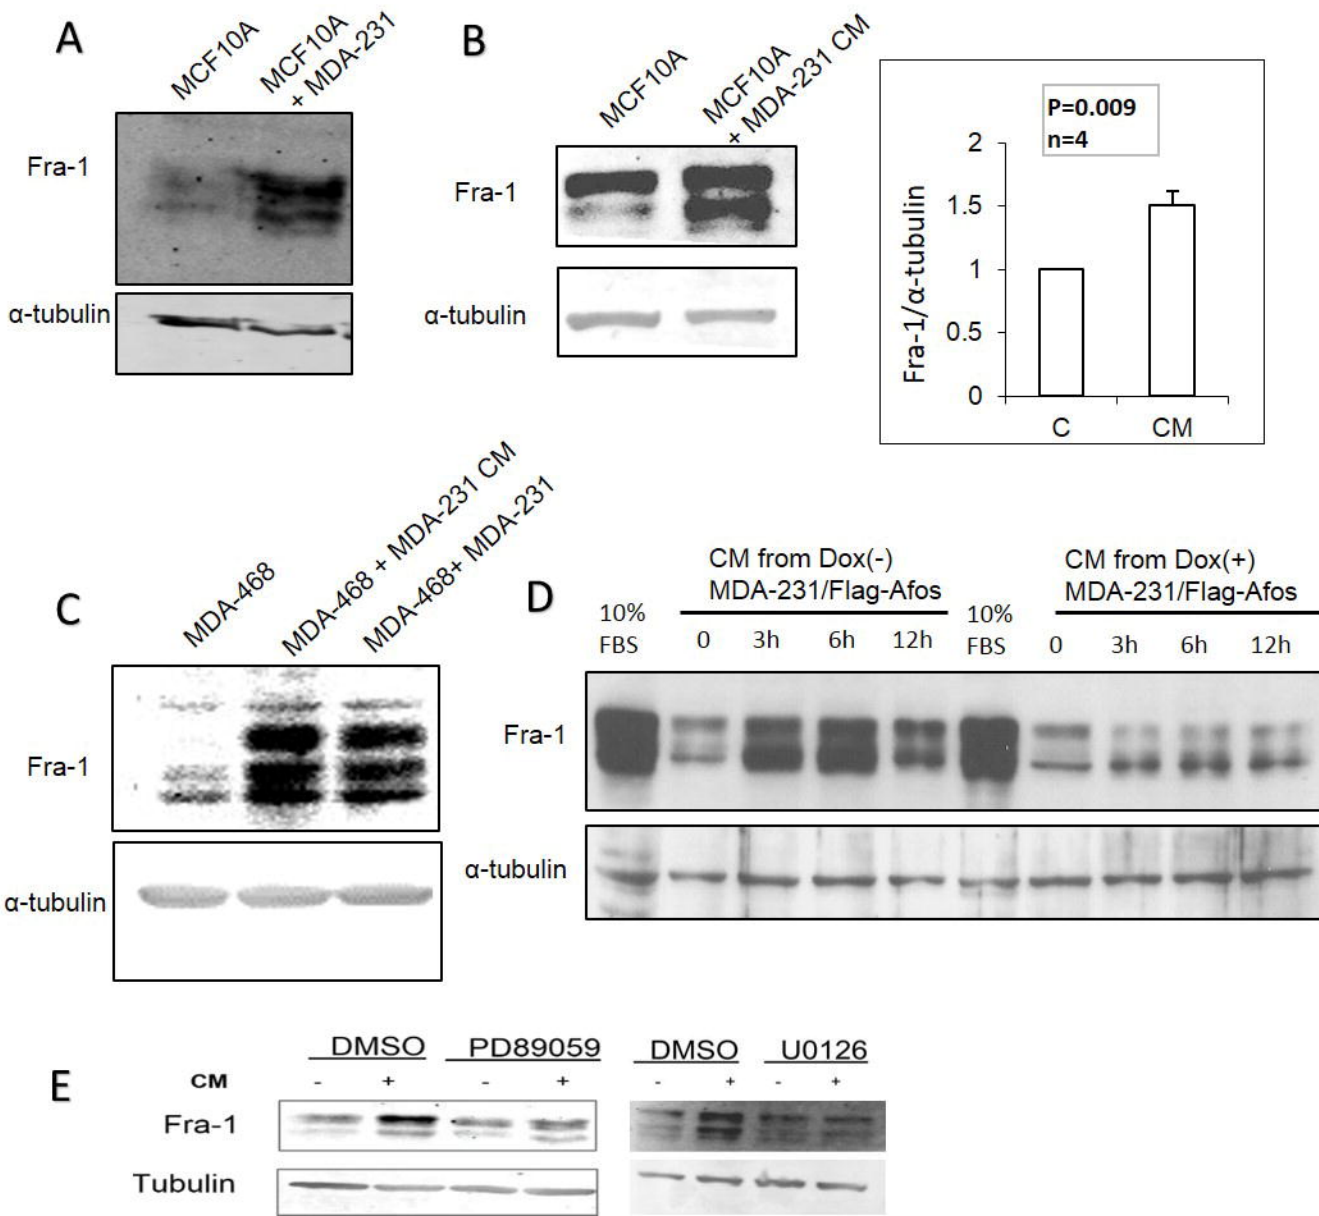 A
MCF10A
MCF10A
+ MDA-231
Fra-1
α-tubulin
B
MCF10A
MCF10A
+ MDA-231 CM
Fra-1
α-tubulin
P=0.009
n=4
Fra-1/α-tubulin
2
1.5
1
0.5
0
C
CM
C
MDA-468
MDA-468 + MDA-231 CM
MDA-468+ MDA-231
Fra-1
α-tubulin
D
CM from Dox(-)
MDA-231/Flag-Afos
CM from Dox(+)
MDA-231/Flag-Afos
10%
FBS
0 3h 6h 12h
10%
FBS
0 3h 6h 12h
Fra-1
α-tubulin
E
DMSO PD89059 DMSO U0126
CM - + - + - + - +
Fra-1
Tubulin